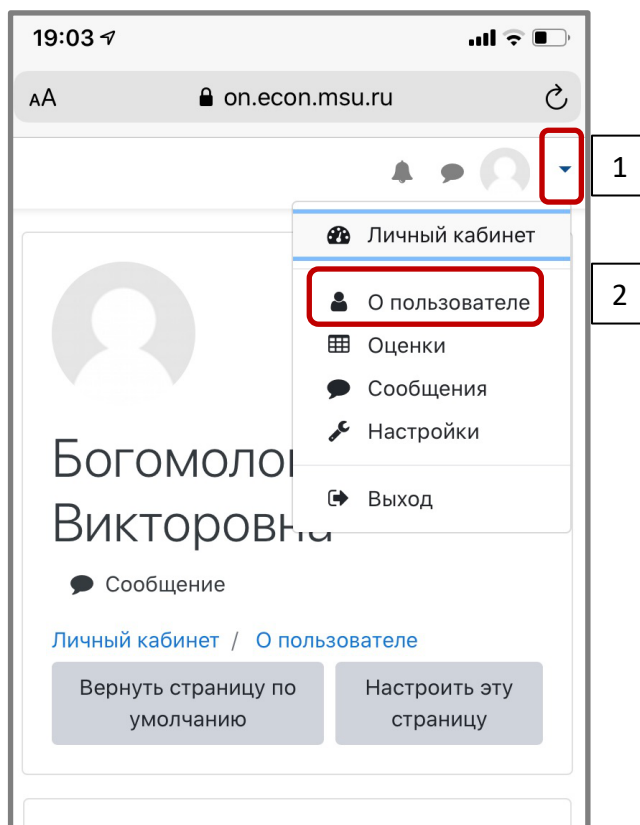 19:03
AA on.econ.msu.ru
1
Личный кабинет
О пользователе
2
Оценки
Сообщения
Настройки
Выход
Викторовна
Сообщение
Личный кабинет / О пользователе
Вернуть страницу по
умолчанию
Настроить эту
страницу